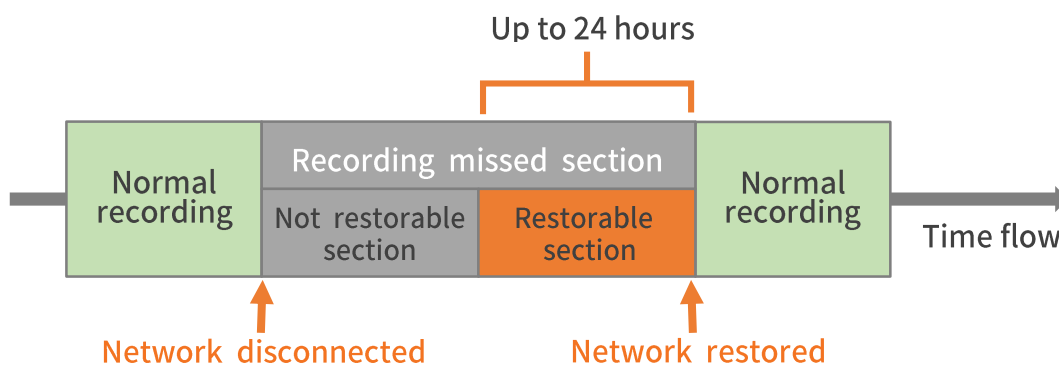 Up to 24 hours
Normal
recording
Recording missed section
Not restorable
section
Restorable
section
Normal
recording
Time flow
Network disconnected
Network restored